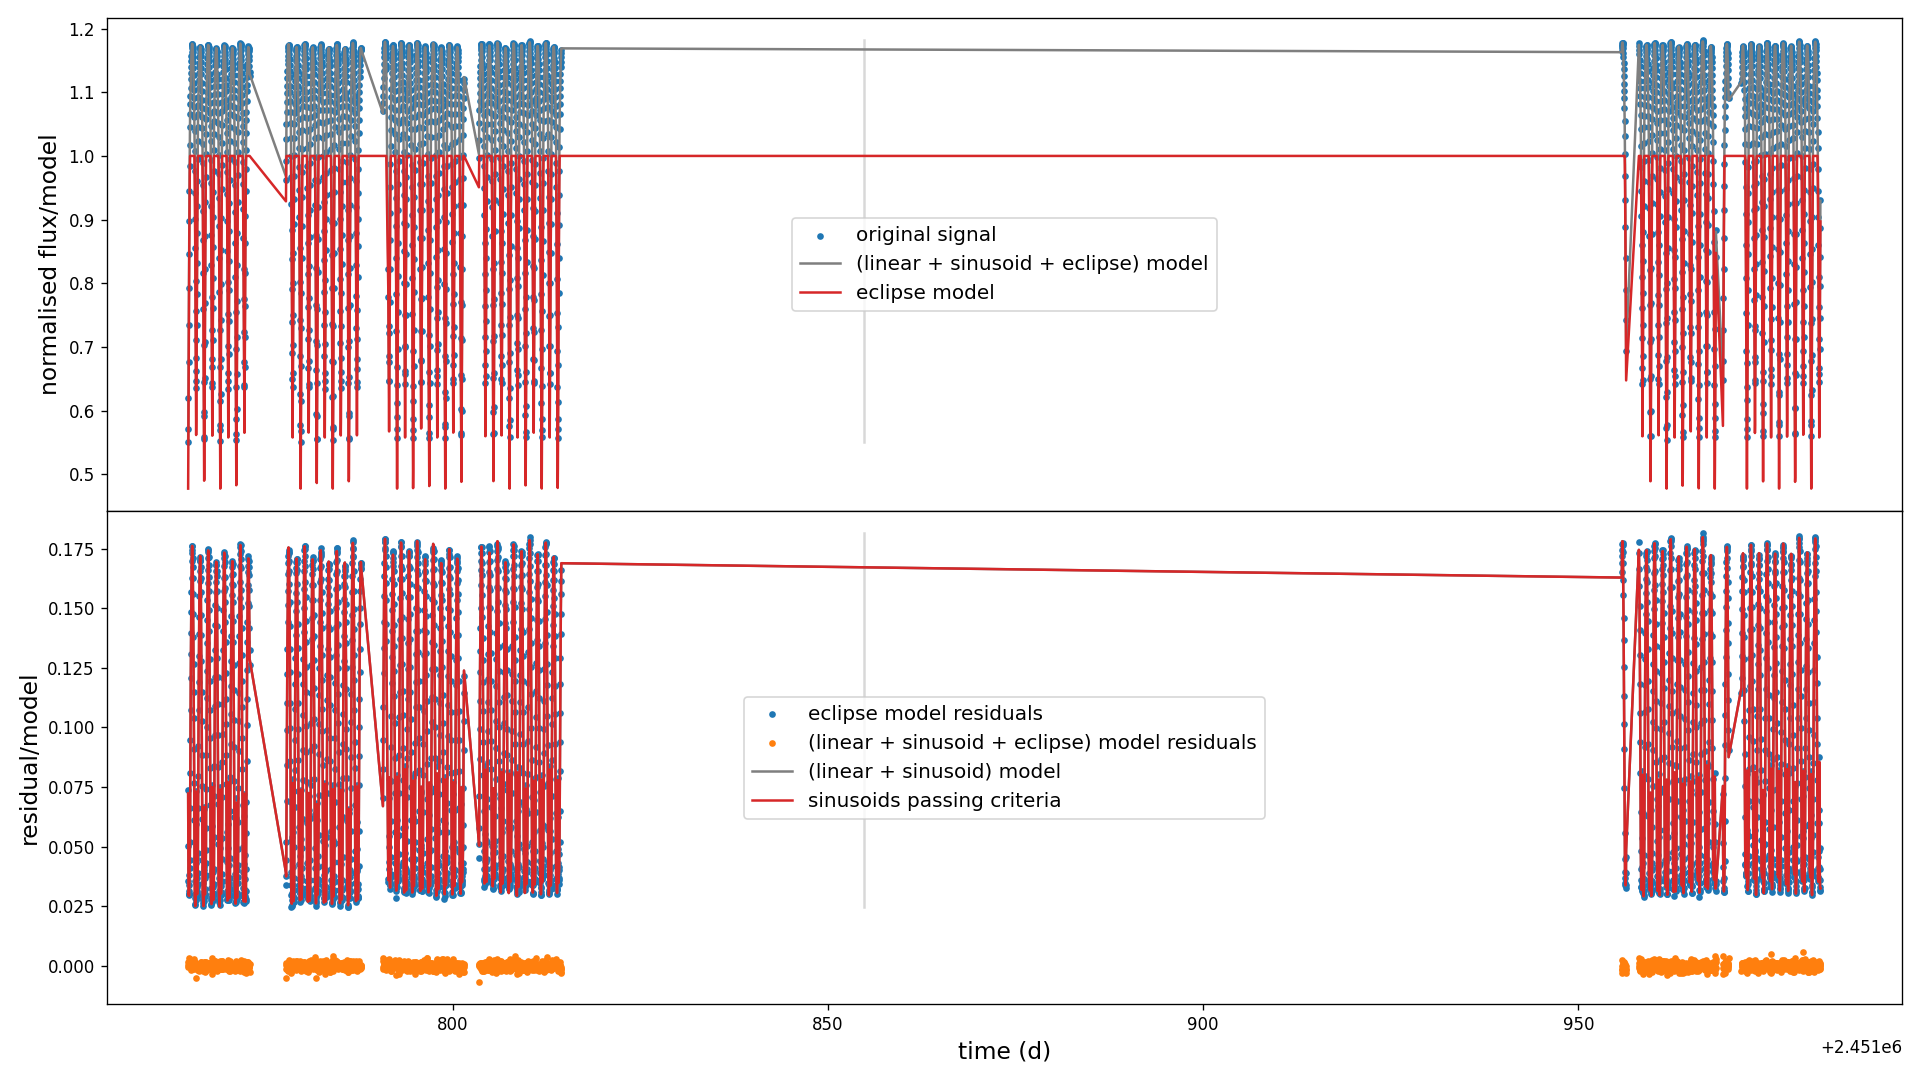 1.2
1.1
1.0
0.9
0.8
0.7
0.6
0.5
normalised flux/model
original signal
(linear + sinusoid + eclipse) model
eclipse model
0.175
0.150
0.125
0.100
0.075
0.050
0.025
0.000
residual/model
eclipse model residuals
(linear + sinusoid + eclipse) model residuals
(linear + sinusoid) model
sinusoids passing criteria
800
850
900
950
time (d)
+2.451e6